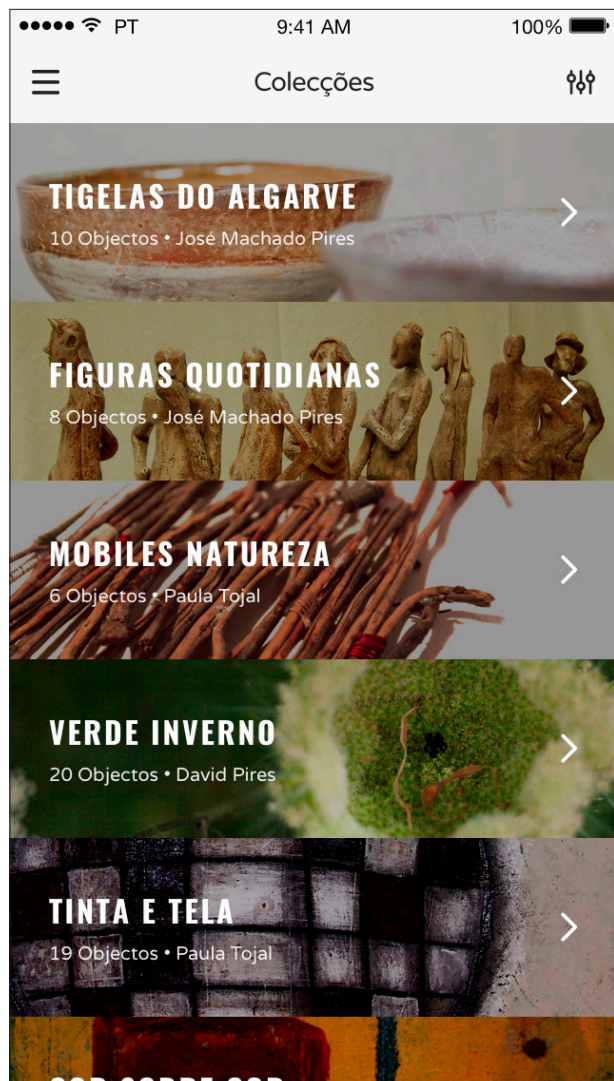 PT 9:41 AM 100%
Colecções
TIGELAS DO ALGARVE
10 Objectos • José Machado Pires
FIGURAS QUOTIDIANAS
8 Objectos • José Machado Pires
MOBILES NATUREZA
6 Objectos • Paula Tojal
VERDE INVERNO
20 Objectos • David Pires
TINTA E TELA
19 Objectos • Paula Tojal